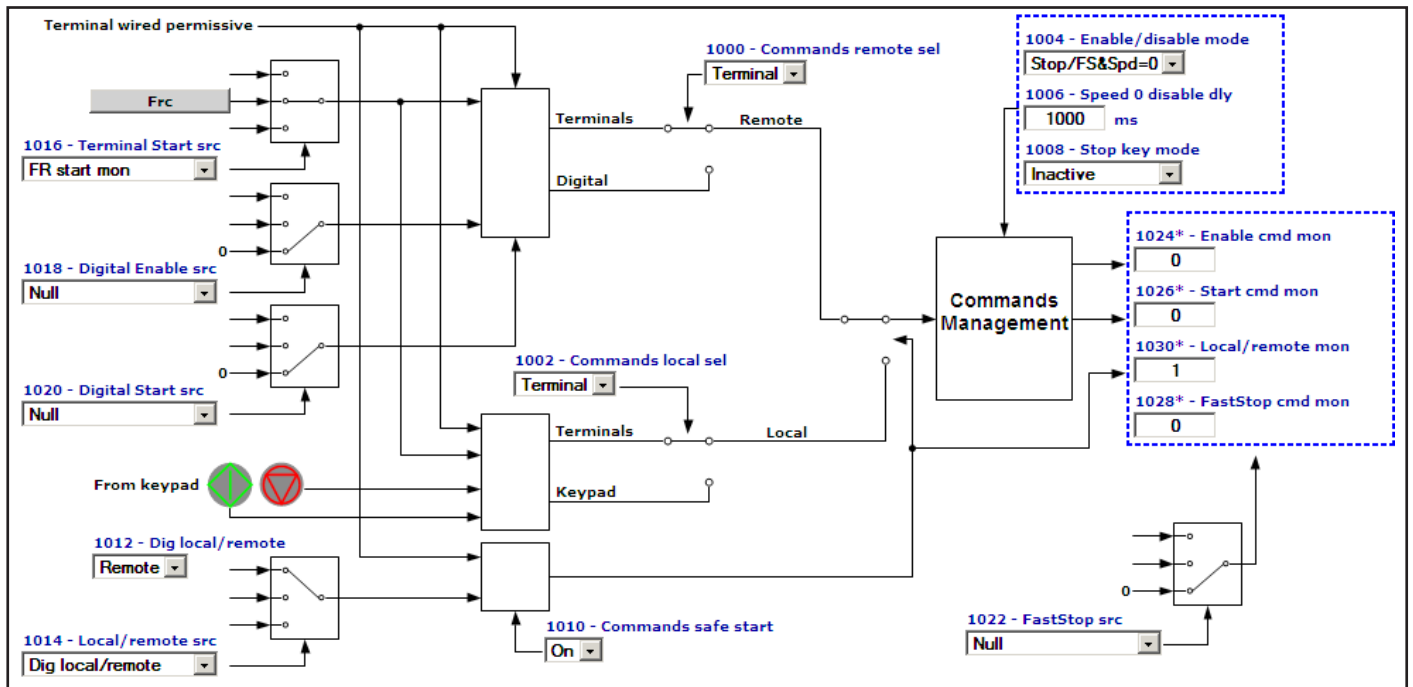 Terminal wired permissive
Frc
1016 - Terminal Start src
FR start mon
0
1018 - Digital Enable src
Null
0
1020 - Digital Start src
Null
From keypad
1012 - Dig local/remote
Remote
1014 - Local/remote src
Dig local/remote
1000 - Commands remote sel
Terminal
Terminals
Remote
Digital
1002 - Commands local sel
Terminal
Terminals
Local
Keypad
1010 - Commands safe start
On
1004 - Enable/disable mode
Stop/FS&Spd=0
1006 - Speed 0 disable dly
1000 ms
1008 - Stop key mode
Inactive
Commands
Management
1024* - Enable cmd mon
0
1026* - Start cmd mon
0
1030* - Local/remote mon
1
1028* - FastStop cmd mon
0
0
1022 - FastStop src
Null